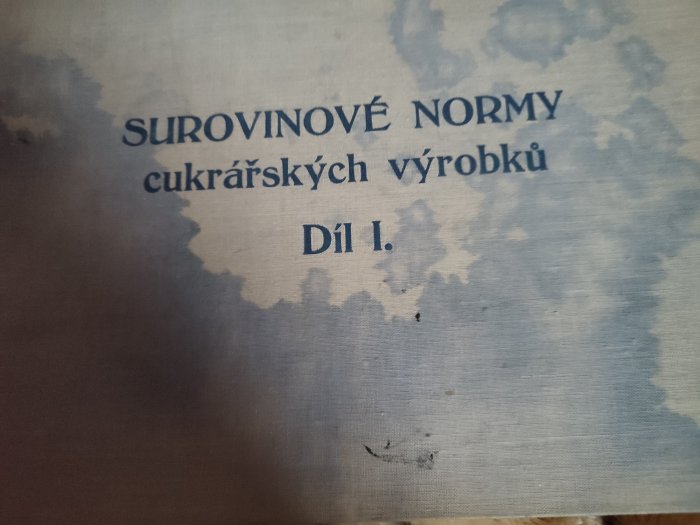 SUROVINOVÉ NORMY
cukrářských výrobků
Díl I.